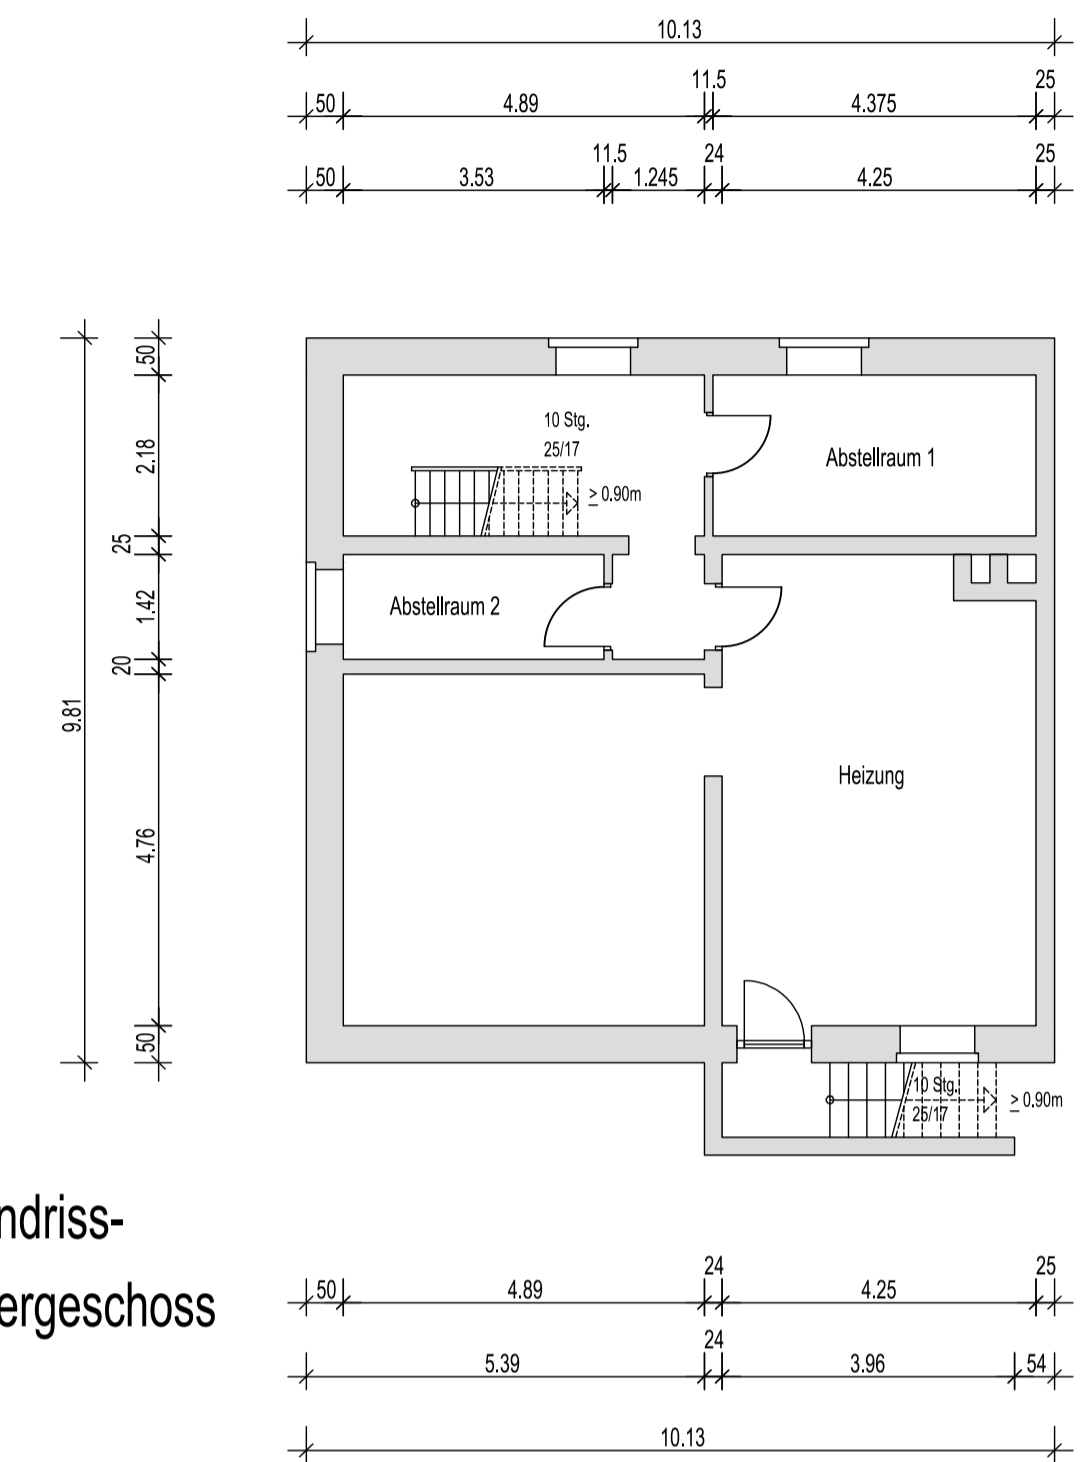 10.13
11.5 25
50 4.89 4.375
11.5 24 25
50 3.53 1.245 4.25
50
2.18
25
1.42
20
9.81
4.76
50
10 Stg.
25/17
> 0.90m
Abstellraum 1
Abstellraum 2
Heizung
10 Stg.
25/17
> 0.90m
ndriss-
ergeschoss
24 25
50 4.89 4.25
24
5.39 3.96 54
10.13